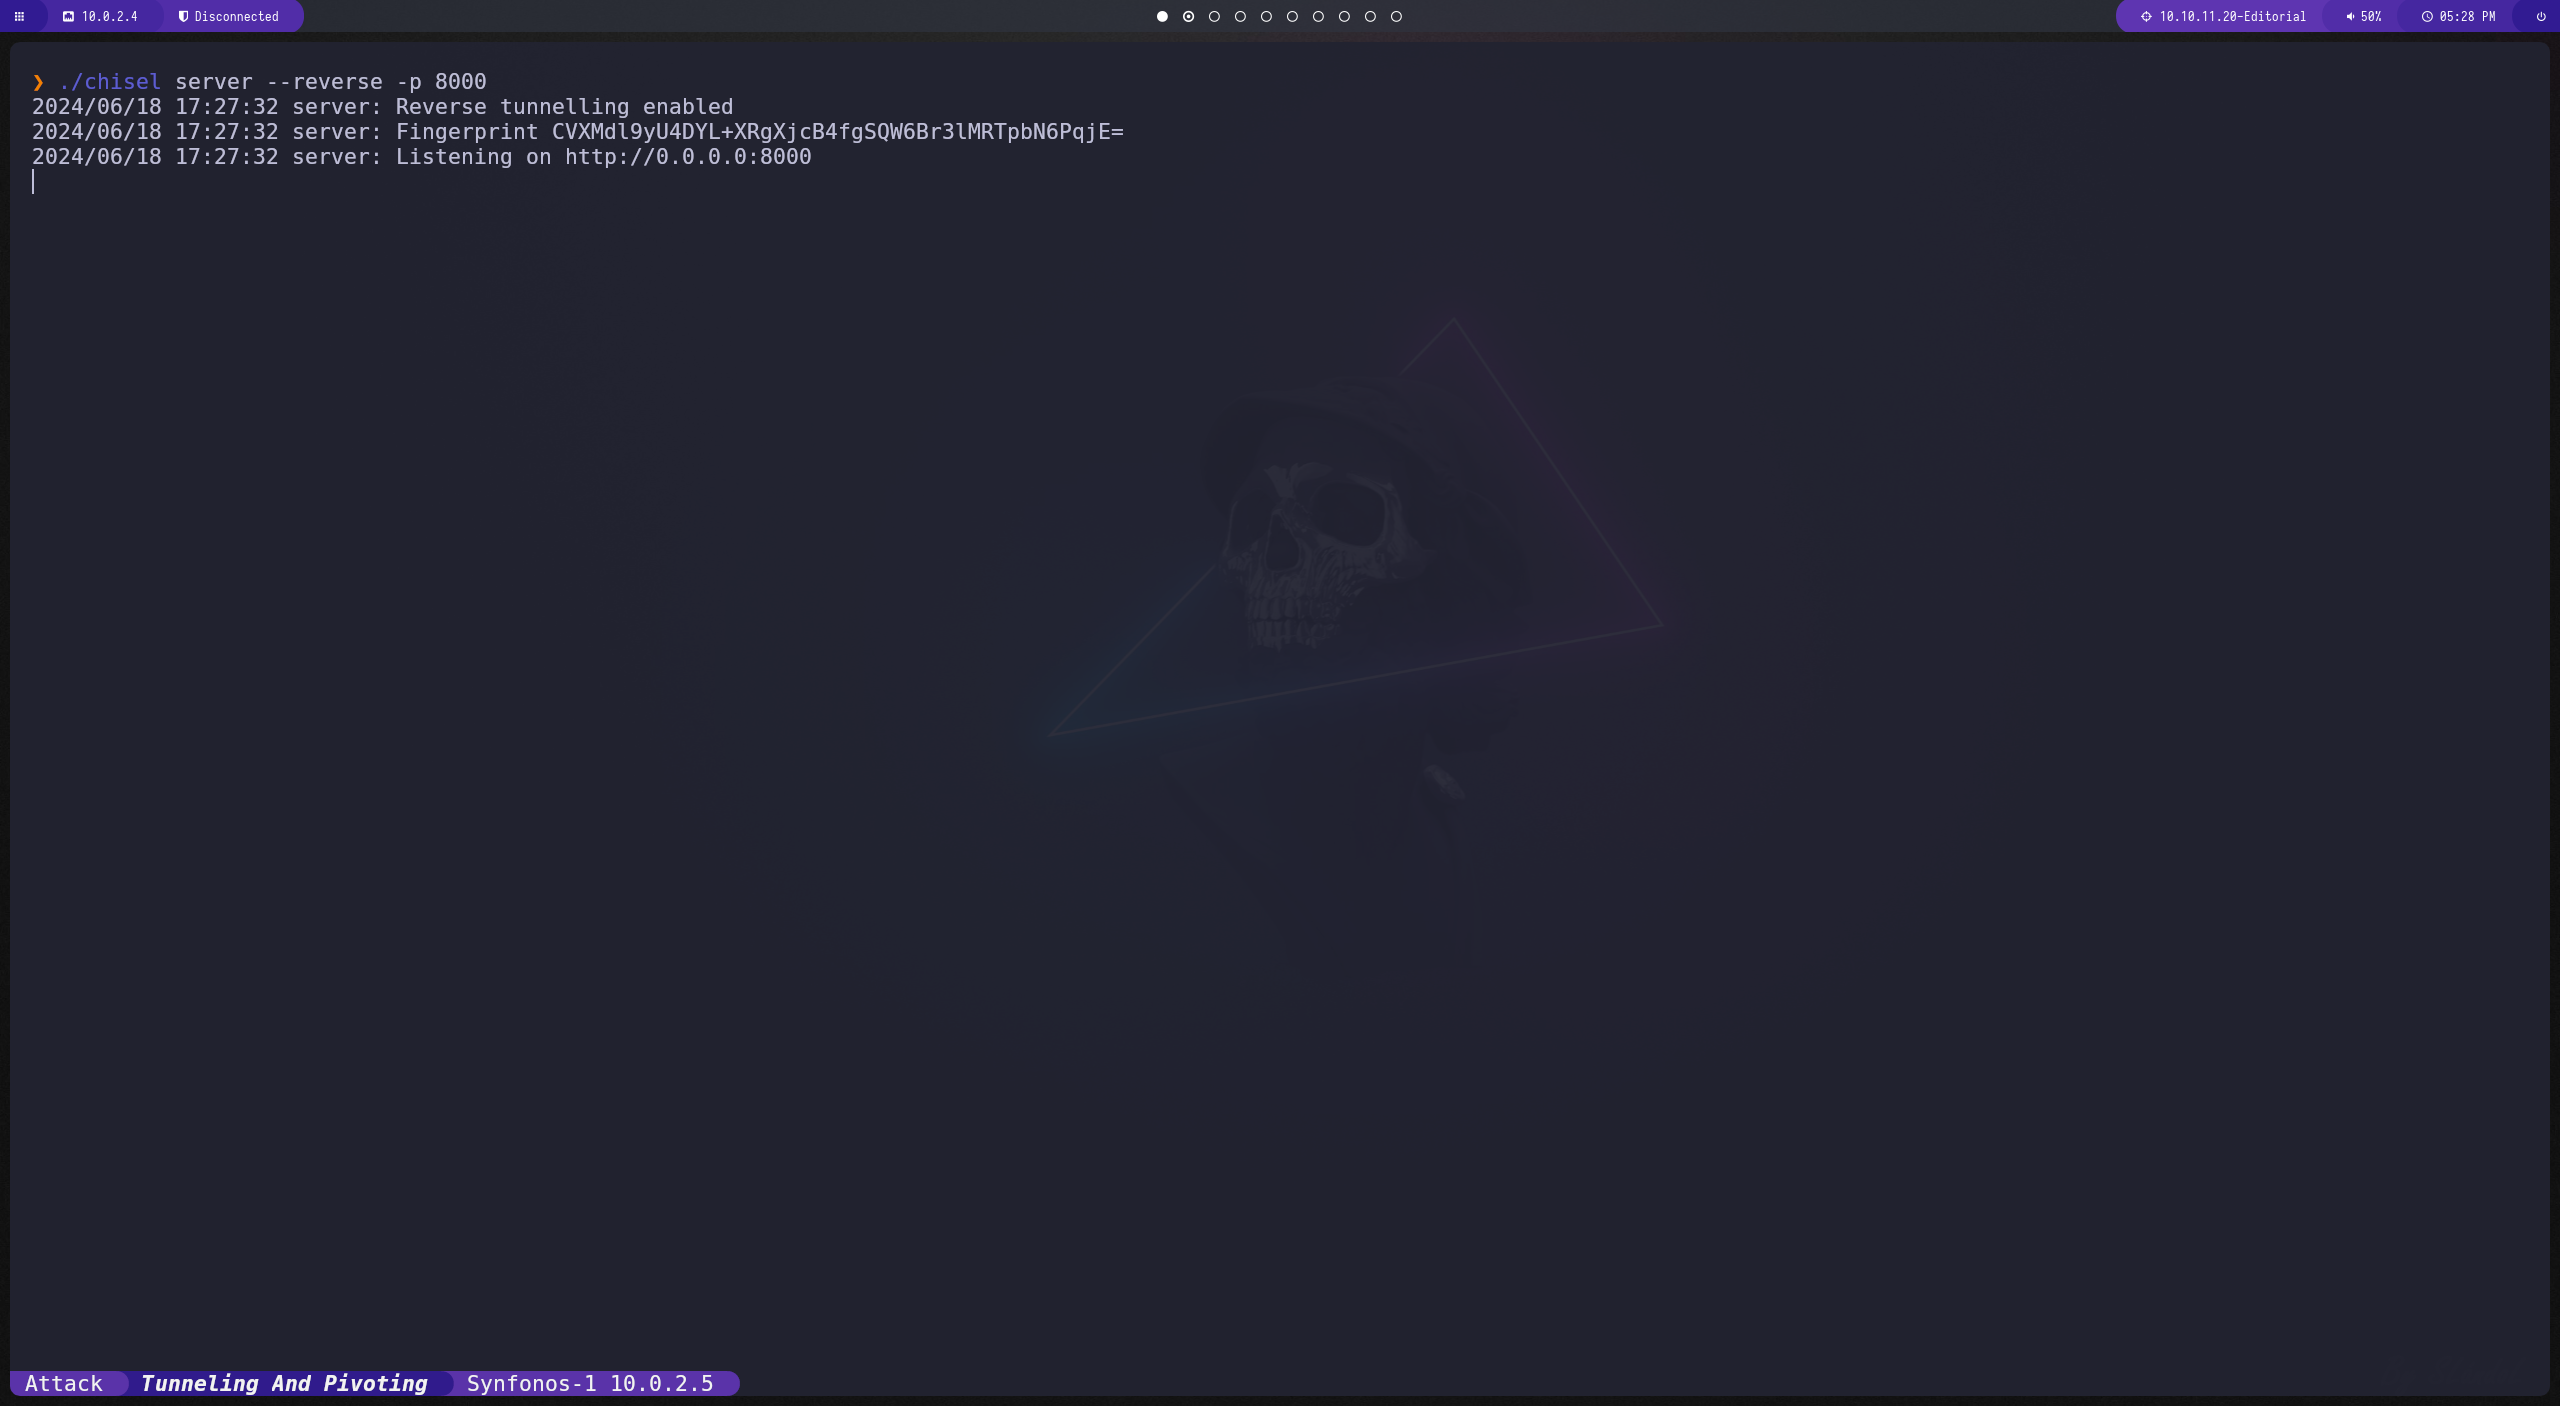 10.0.2.4 Disconnected 10.10.11.20-Editorial 50% 05:28 PM
❯ ./chisel server --reverse -p 8000
2024/06/18 17:27:32 server: Reverse tunnelling enabled
2024/06/18 17:27:32 server: Fingerprint CVXMdl9yU4DYL+XRgXjcB4fgSQW6Br3lMRTpbN6PqjE=
2024/06/18 17:27:32 server: Listening on http://0.0.0.0:8000
Attack Tunneling And Pivoting Synfonos-1 10.0.2.5